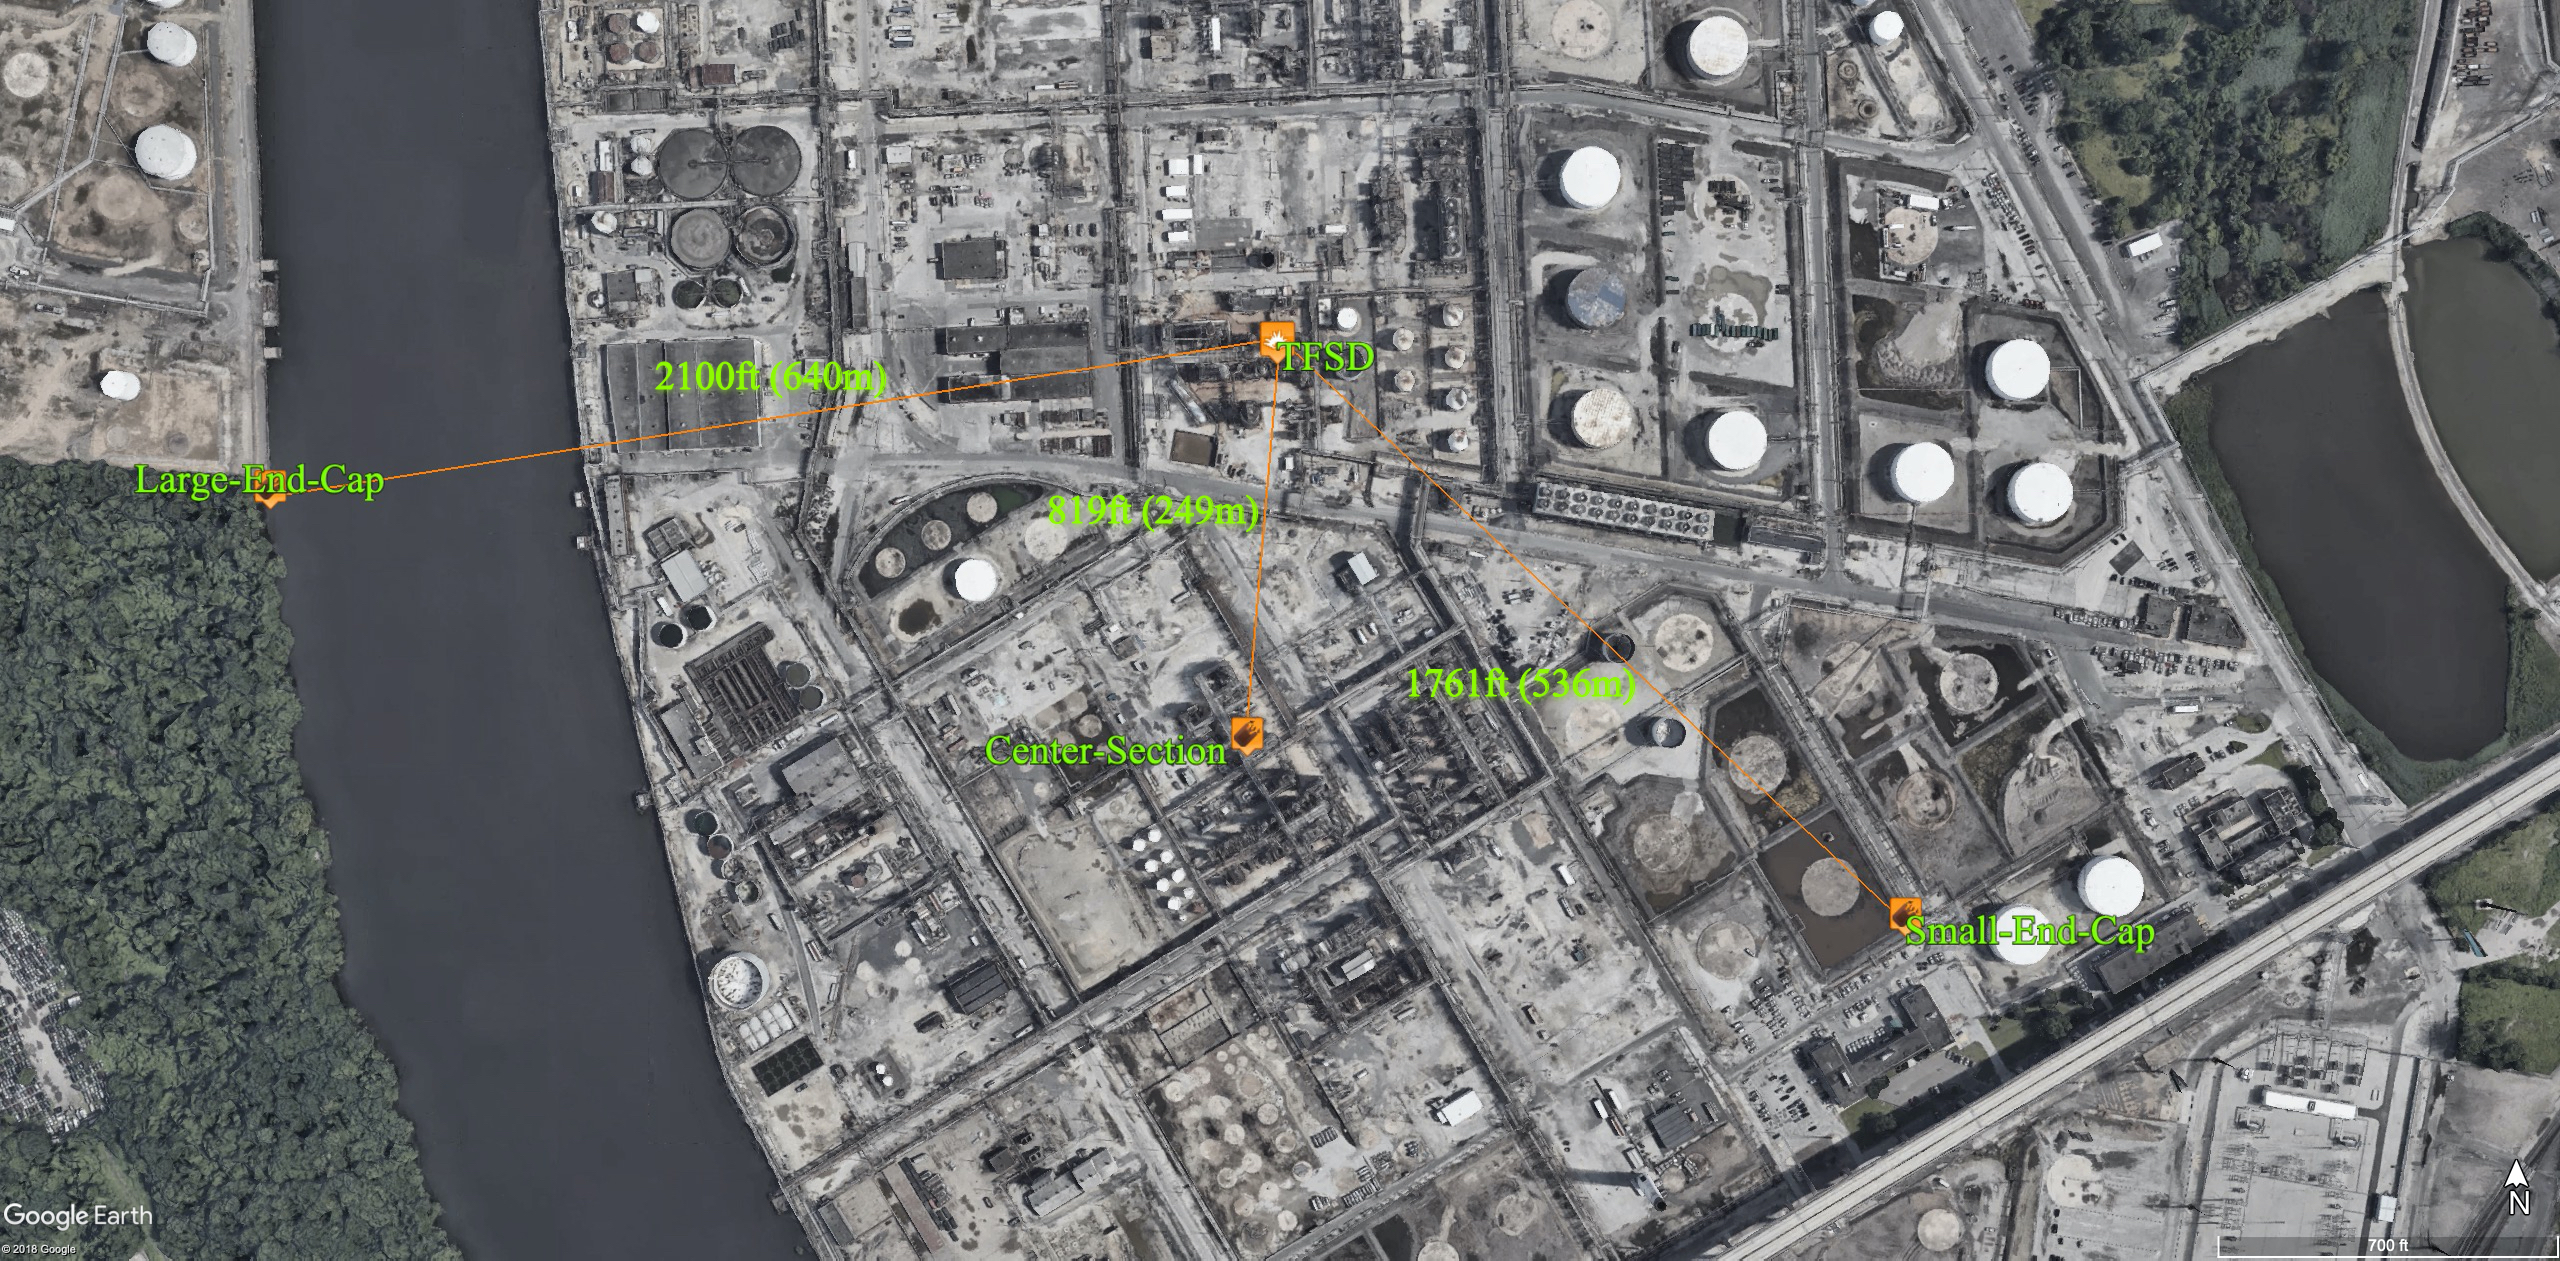 TFSD
2100ft (640m)
Large-End-Cap
819ft (249m)
1761ft (536m)
Center-Section
Small-End-Cap
Google Earth
© 2018 Google
N
700 ft